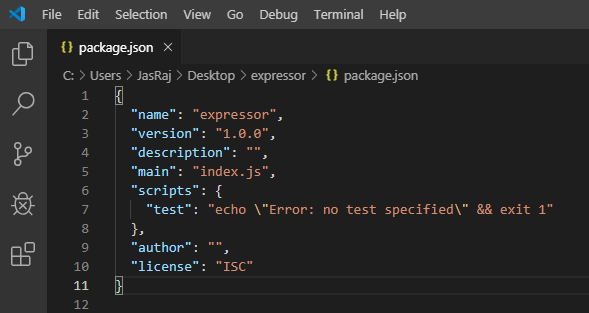 File Edit Selection View Go Debug Terminal Help
{} package.json ×
C: > Users > JasRaj > Desktop > expressor > {} package.json
1 {
2 "name": "expressor",
3 "version": "1.0.0",
4 "description": "",
5 "main": "index.js",
6 "scripts": {
7 "test": "echo \"Error: no test specified\" && exit 1"
8 },
9 "author": "",
10 "license": "ISC"
11 }
12